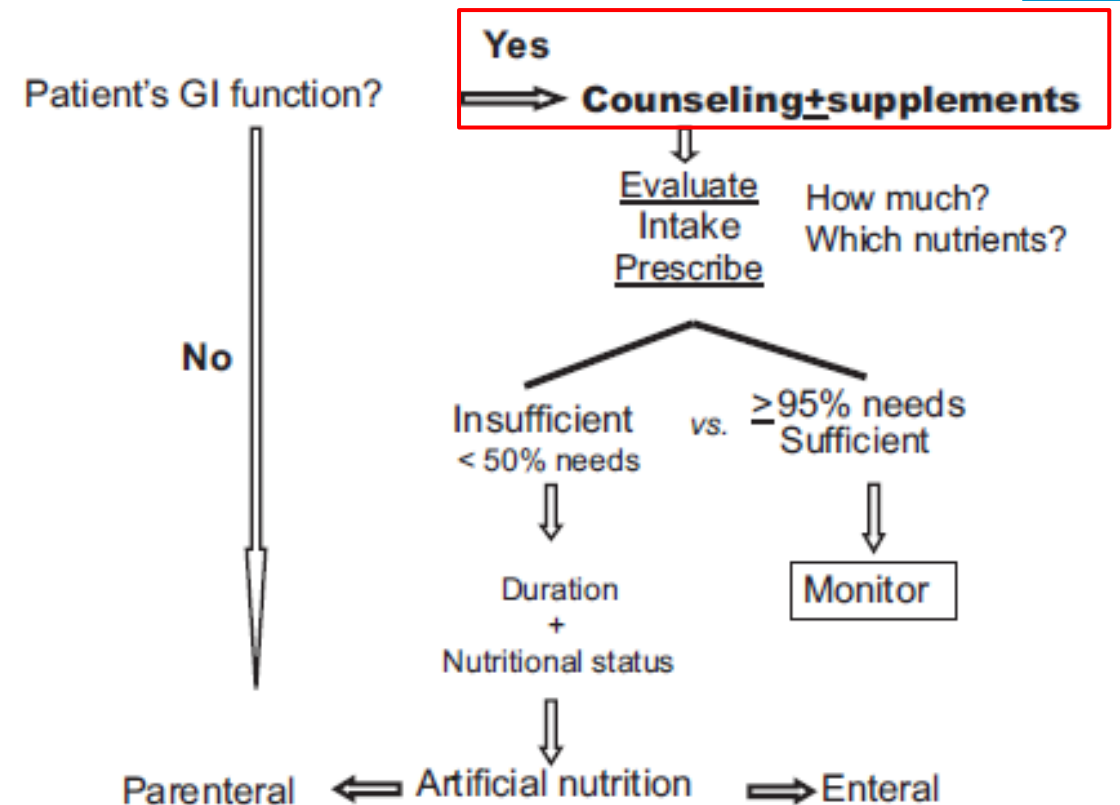 Yes
Patient's GI function?
Counseling±supplements
Evaluate
Intake
Prescribe
How much?
Which nutrients?
No
Insufficient
< 50% needs
vs.
≥95% needs
Sufficient
Duration
+
Nutritional status
Monitor
Parenteral
Artificial nutrition
Enteral